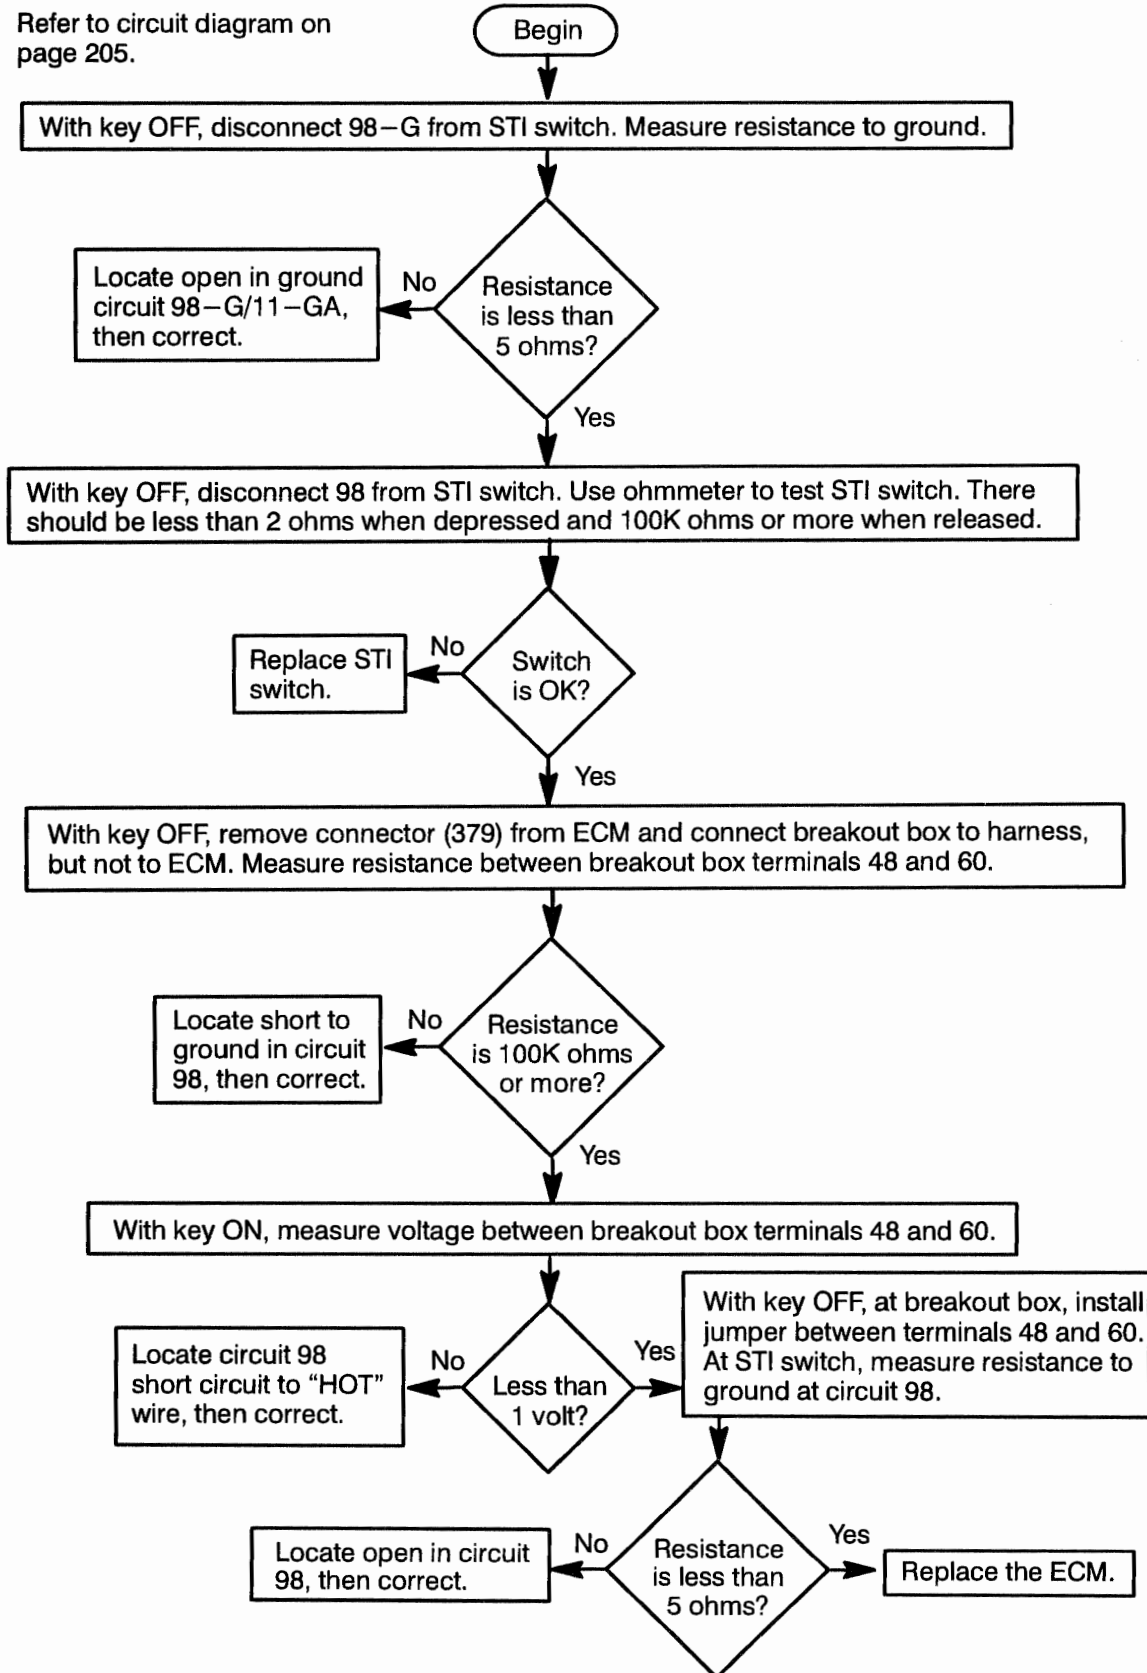 Refer to circuit diagram on
page 205.
Begin
With key OFF, disconnect 98–G from STI switch. Measure resistance to ground.
Resistance
is less than
5 ohms?
No
Locate open in ground
circuit 98–G/11–GA,
then correct.
Yes
With key OFF, disconnect 98 from STI switch. Use ohmmeter to test STI switch. There
should be less than 2 ohms when depressed and 100K ohms or more when released.
Switch
is OK?
No
Replace STI
switch.
Yes
With key OFF, remove connector (379) from ECM and connect breakout box to harness,
but not to ECM. Measure resistance between breakout box terminals 48 and 60.
Resistance
is 100K ohms
or more?
No
Locate short to
ground in circuit
98, then correct.
Yes
With key ON, measure voltage between breakout box terminals 48 and 60.
Less than
1 volt?
No
Locate circuit 98
short circuit to “HOT”
wire, then correct.
Yes
With key OFF, at breakout box, install
jumper between terminals 48 and 60.
At STI switch, measure resistance to
ground at circuit 98.
Resistance
is less than
5 ohms?
No
Locate open in circuit
98, then correct.
Yes
Replace the ECM.